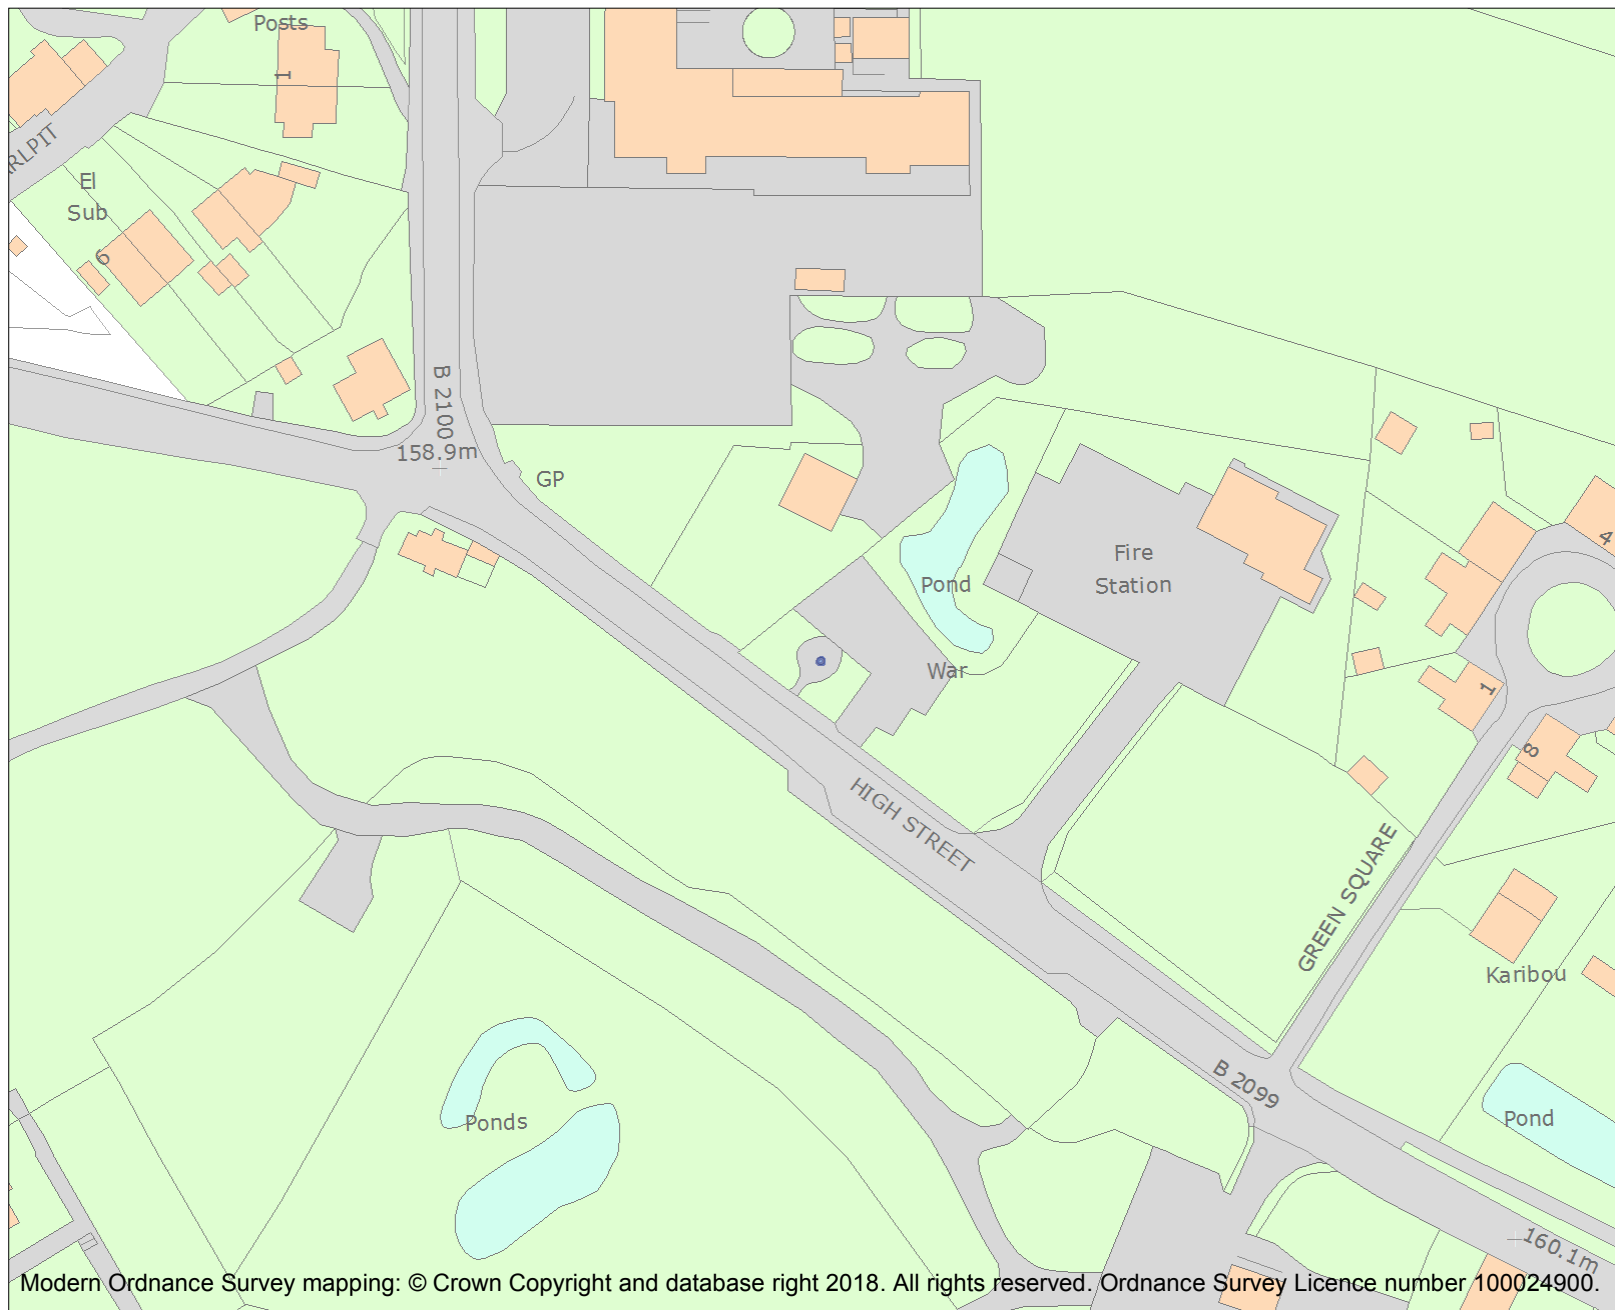 Posts
1
RLPIT
El
Sub
6
B 2100
158.9m
GP
Fire
Station
Pond
War
4
1
8
HIGH STREET
GREEN SQUARE
Karibou
B 2099
Ponds
Pond
160.1m
Modern Ordnance Survey mapping: © Crown Copyright and database right 2018. All rights reserved. Ordnance Survey Licence number 100024900.